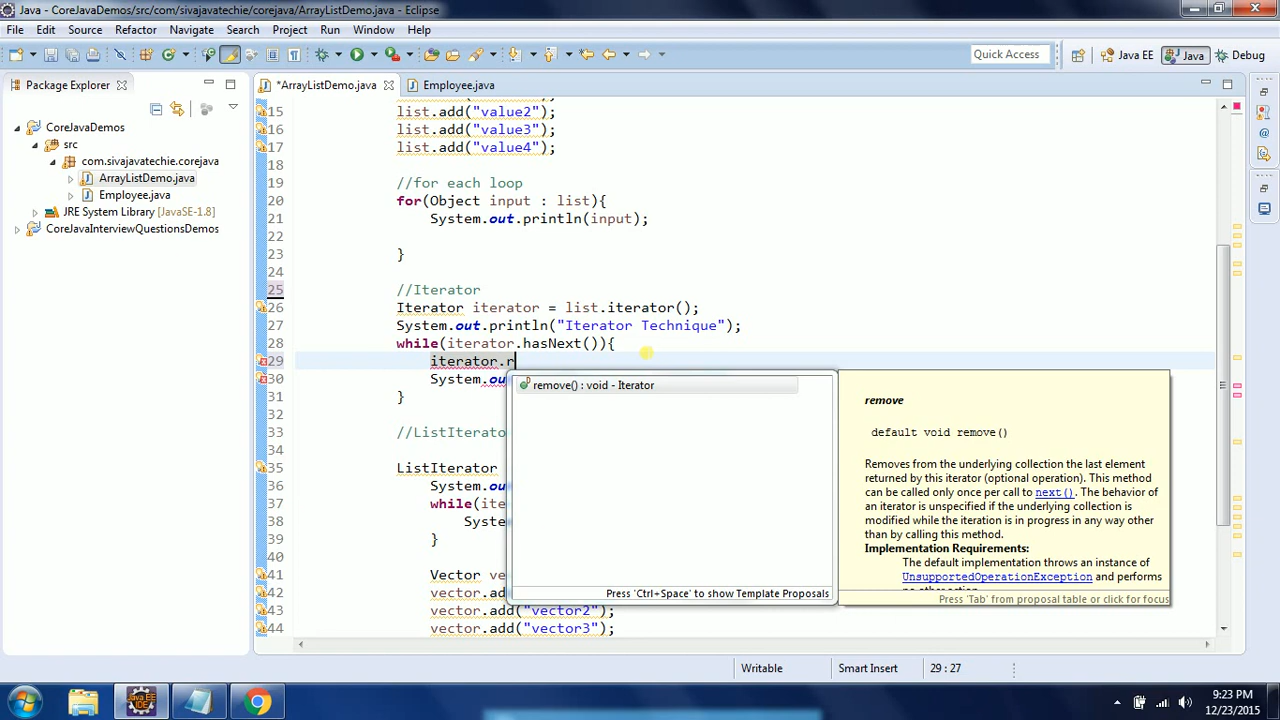 Java - CoreJavaDemos/src/com/sivajavatechie/corejava/ArrayListDemo.java - Eclipse
File Edit Source Refactor Navigate Search Project Run Window Help
Quick Access Java EE Java Debug
Package Explorer
*ArrayListDemo.java Employee.java
CoreJavaDemos
src
com.sivajavatechie.corejava
ArrayListDemo.java
Employee.java
JRE System Library [JavaSE-1.8]
CoreJavaInterviewQuestionsDemos
15 list.add("value2");
16 list.add("value3");
17 list.add("value4");
18
19 //for each loop
20 for(Object input : list){
21 System.out.println(input);
22
23 }
24
25 //Iterator
26 Iterator iterator = list.iterator();
27 System.out.println("Iterator Technique");
28 while(iterator.hasNext()){
29 iterator.r
30 System.ou
31 }
32
33 //ListIterato
34
35 ListIterator
36 System.ou
37 while(ite
38 Syste
39 }
40
41 Vector ve
42 vector.ad
43 vector.add("vector2");
44 vector.add("vector3");
remove() : void - Iterator
Press 'Ctrl+Space' to show Template Proposals
remove
default void remove()
Removes from the underlying collection the last element
returned by this iterator (optional operation). This method
can be called only once per call to next(). The behavior of
an iterator is unspecified if the underlying collection is
modified while the iteration is in progress in any way other
than by calling this method.
Implementation Requirements:
The default implementation throws an instance of
UnsupportedOperationException and performs
Press 'Tab' from proposal table or click for focus
Writable Smart Insert 29 : 27
Java EE
IDE
9:23 PM
12/23/2015